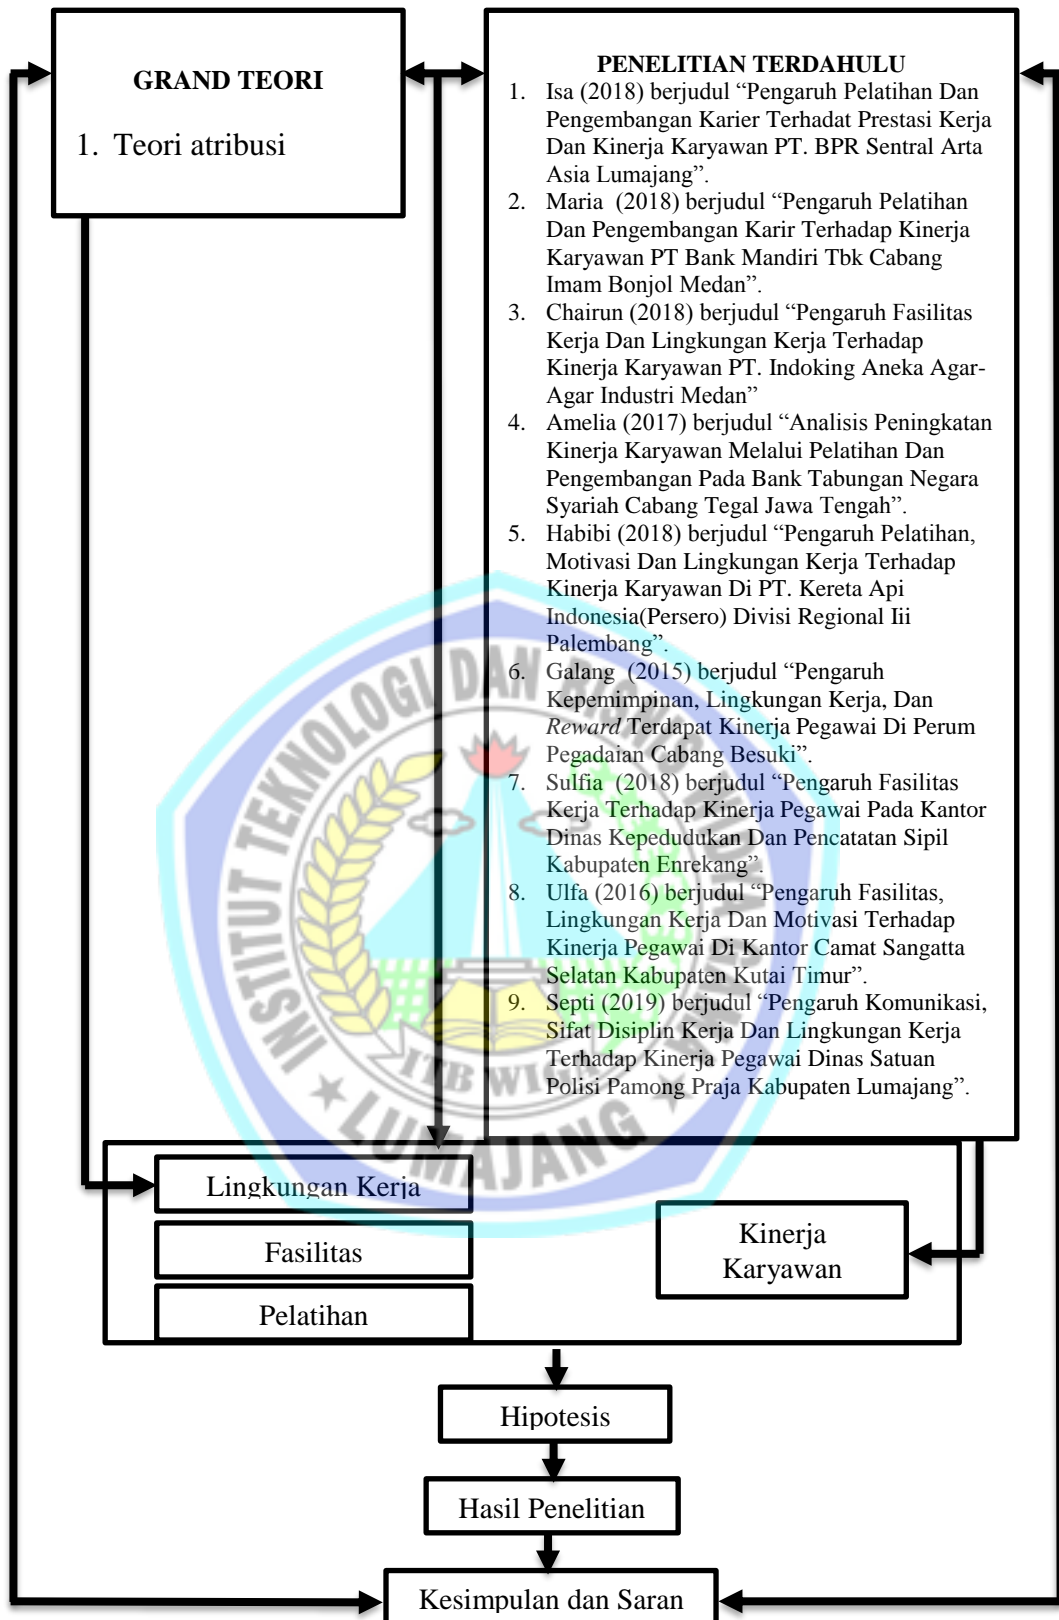 GRAND TEORI
1. Teori atribusi
PENELITIAN TERDAHULU
1. Isa (2018) berjudul “Pengaruh Pelatihan Dan
Pengembangan Karier Terhadat Prestasi Kerja
Dan Kinerja Karyawan PT. BPR Sentral Arta
Asia Lumajang”.
2. Maria (2018) berjudul “Pengaruh Pelatihan
Dan Pengembangan Karir Terhadap Kinerja
Karyawan PT Bank Mandiri Tbk Cabang
Imam Bonjol Medan”.
3. Chairun (2018) berjudul “Pengaruh Fasilitas
Kerja Dan Lingkungan Kerja Terhadap
Kinerja Karyawan PT. Indoking Aneka Agar-
Agar Industri Medan”
4. Amelia (2017) berjudul “Analisis Peningkatan
Kinerja Karyawan Melalui Pelatihan Dan
Pengembangan Pada Bank Tabungan Negara
Syariah Cabang Tegal Jawa Tengah”.
5. Habibi (2018) berjudul “Pengaruh Pelatihan,
Motivasi Dan Lingkungan Kerja Terhadap
Kinerja Karyawan Di PT. Kereta Api
Indonesia(Persero) Divisi Regional Iii
Palembang”.
6. Galang (2015) berjudul “Pengaruh
Kepemimpinan, Lingkungan Kerja, Dan
Reward Terdapat Kinerja Pegawai Di Perum
Pegadaian Cabang Besuki”.
7. Sulfia (2018) berjudul “Pengaruh Fasilitas
Kerja Terhadap Kinerja Pegawai Pada Kantor
Dinas Kepedudukan Dan Pencatatan Sipil
Kabupaten Enrekang”.
8. Ulfa (2016) berjudul “Pengaruh Fasilitas,
Lingkungan Kerja Dan Motivasi Terhadap
Kinerja Pegawai Di Kantor Camat Sangatta
Selatan Kabupaten Kutai Timur”.
9. Septi (2019) berjudul “Pengaruh Komunikasi,
Sifat Disiplin Kerja Dan Lingkungan Kerja
Terhadap Kinerja Pegawai Dinas Satuan
Polisi Pamong Praja Kabupaten Lumajang”.
INSTITUT TEKNOLOGI DAN BISNIS WIDYA GAMA
ITB WIGA
LUMAJANG
Lingkungan Kerja
Fasilitas
Pelatihan
Kinerja
Karyawan
Hipotesis
Hasil Penelitian
Kesimpulan dan Saran